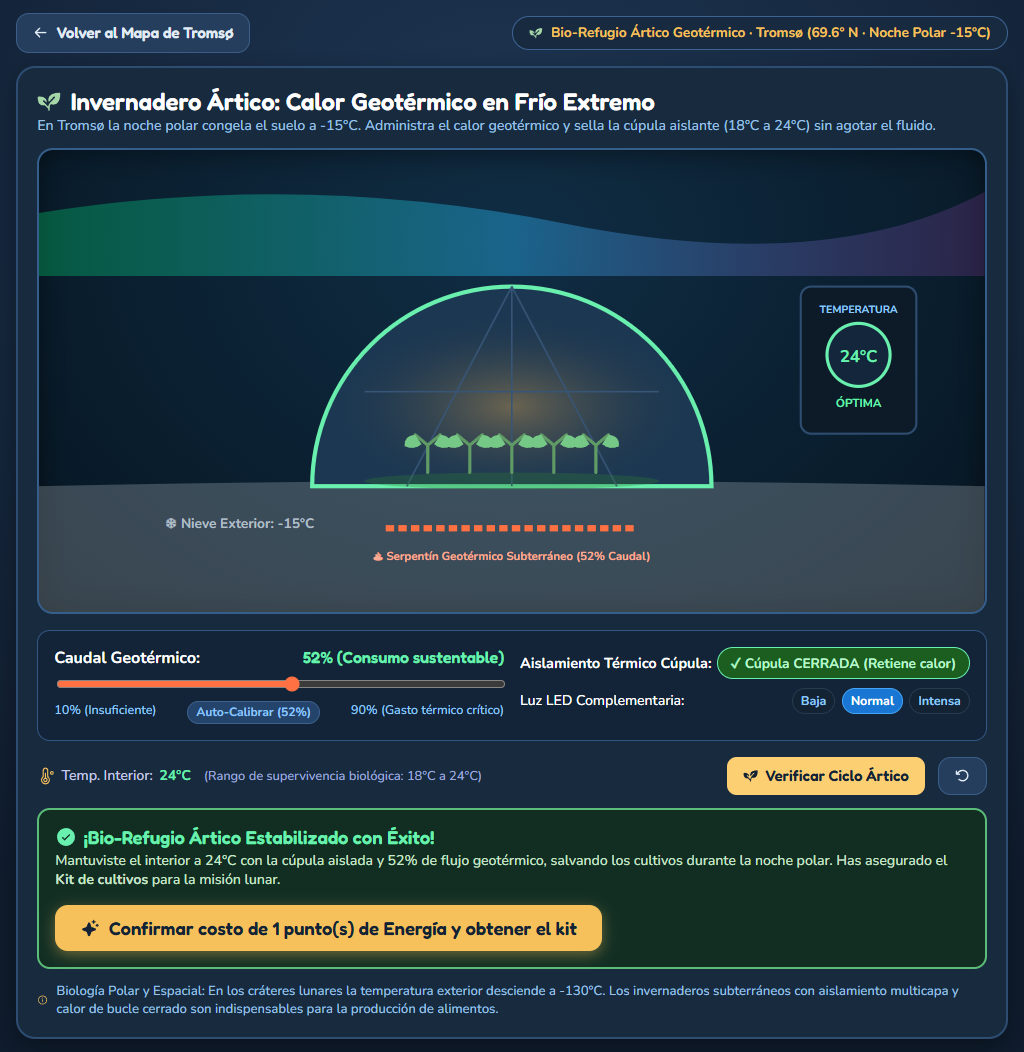 ← Volver al Mapa de Tromsø
Bio-Refugio Ártico Geotérmico · Tromsø (69.6° N · Noche Polar -15°C)
Invernadero Ártico: Calor Geotérmico en Frío Extremo
En Tromsø la noche polar congela el suelo a -15°C. Administra el calor geotérmico y sella la cúpula aislante (18°C a 24°C) sin agotar el fluido.
TEMPERATURA
24°C
ÓPTIMA
❄ Nieve Exterior: -15°C
Serpentín Geotérmico Subterráneo (52% Caudal)
Caudal Geotérmico:
52% (Consumo sustentable)
10% (Insuficiente)
Auto-Calibrar (52%)
90% (Gasto térmico crítico)
Aislamiento Térmico Cúpula:
✓ Cúpula CERRADA (Retiene calor)
Luz LED Complementaria:
Baja
Normal
Intensa
Temp. Interior: 24°C (Rango de supervivencia biológica: 18°C a 24°C)
Verificar Ciclo Ártico
¡Bio-Refugio Ártico Estabilizado con Éxito!
Mantuviste el interior a 24°C con la cúpula aislada y 52% de flujo geotérmico, salvando los cultivos durante la noche polar. Has asegurado el
Kit de cultivos para la misión lunar.
Confirmar costo de 1 punto(s) de Energía y obtener el kit
Biología Polar y Espacial: En los cráteres lunares la temperatura exterior desciende a -130°C. Los invernaderos subterráneos con aislamiento multicapa y
calor de bucle cerrado son indispensables para la producción de alimentos.